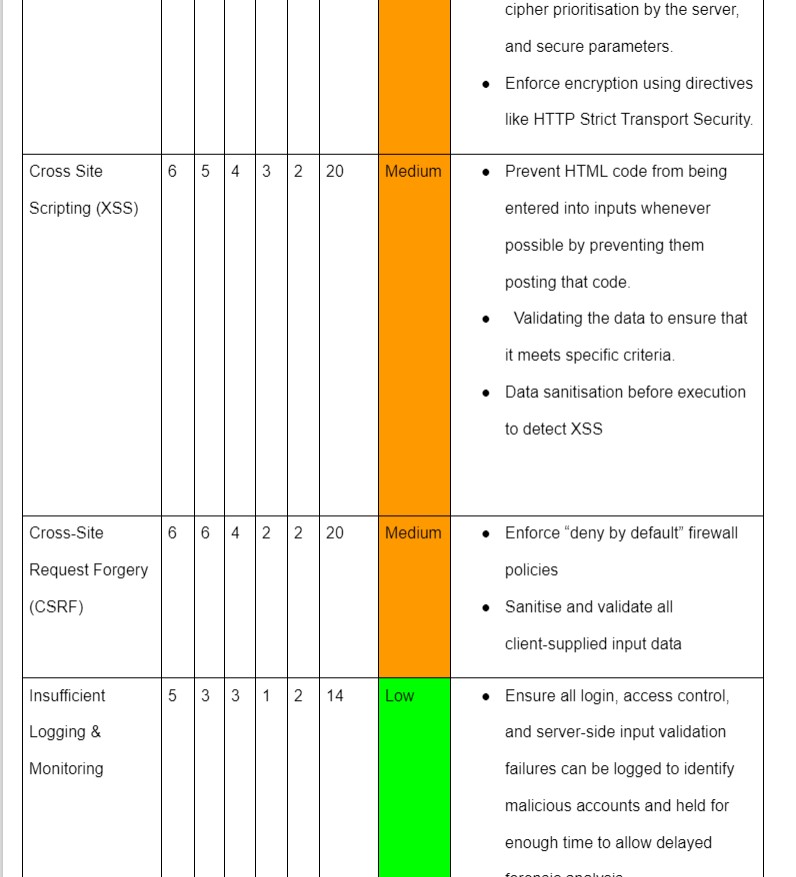 cipher prioritisation by the server,
and secure parameters.
● Enforce encryption using directives
like HTTP Strict Transport Security.
Cross Site 6 5 4 3 2 20 Medium ● Prevent HTML code from being
Scripting (XSS) entered into inputs whenever
possible by preventing them
posting that code.
● Validating the data to ensure that
it meets specific criteria.
● Data sanitisation before execution
to detect XSS
Cross-Site 6 6 4 2 2 20 Medium ● Enforce “deny by default” firewall
Request Forgery policies
(CSRF) ● Sanitise and validate all
client-supplied input data
Insufficient 5 3 3 1 2 14 Low ● Ensure all login, access control,
Logging & and server-side input validation
Monitoring failures can be logged to identify
malicious accounts and held for
enough time to allow delayed
forensic analysis